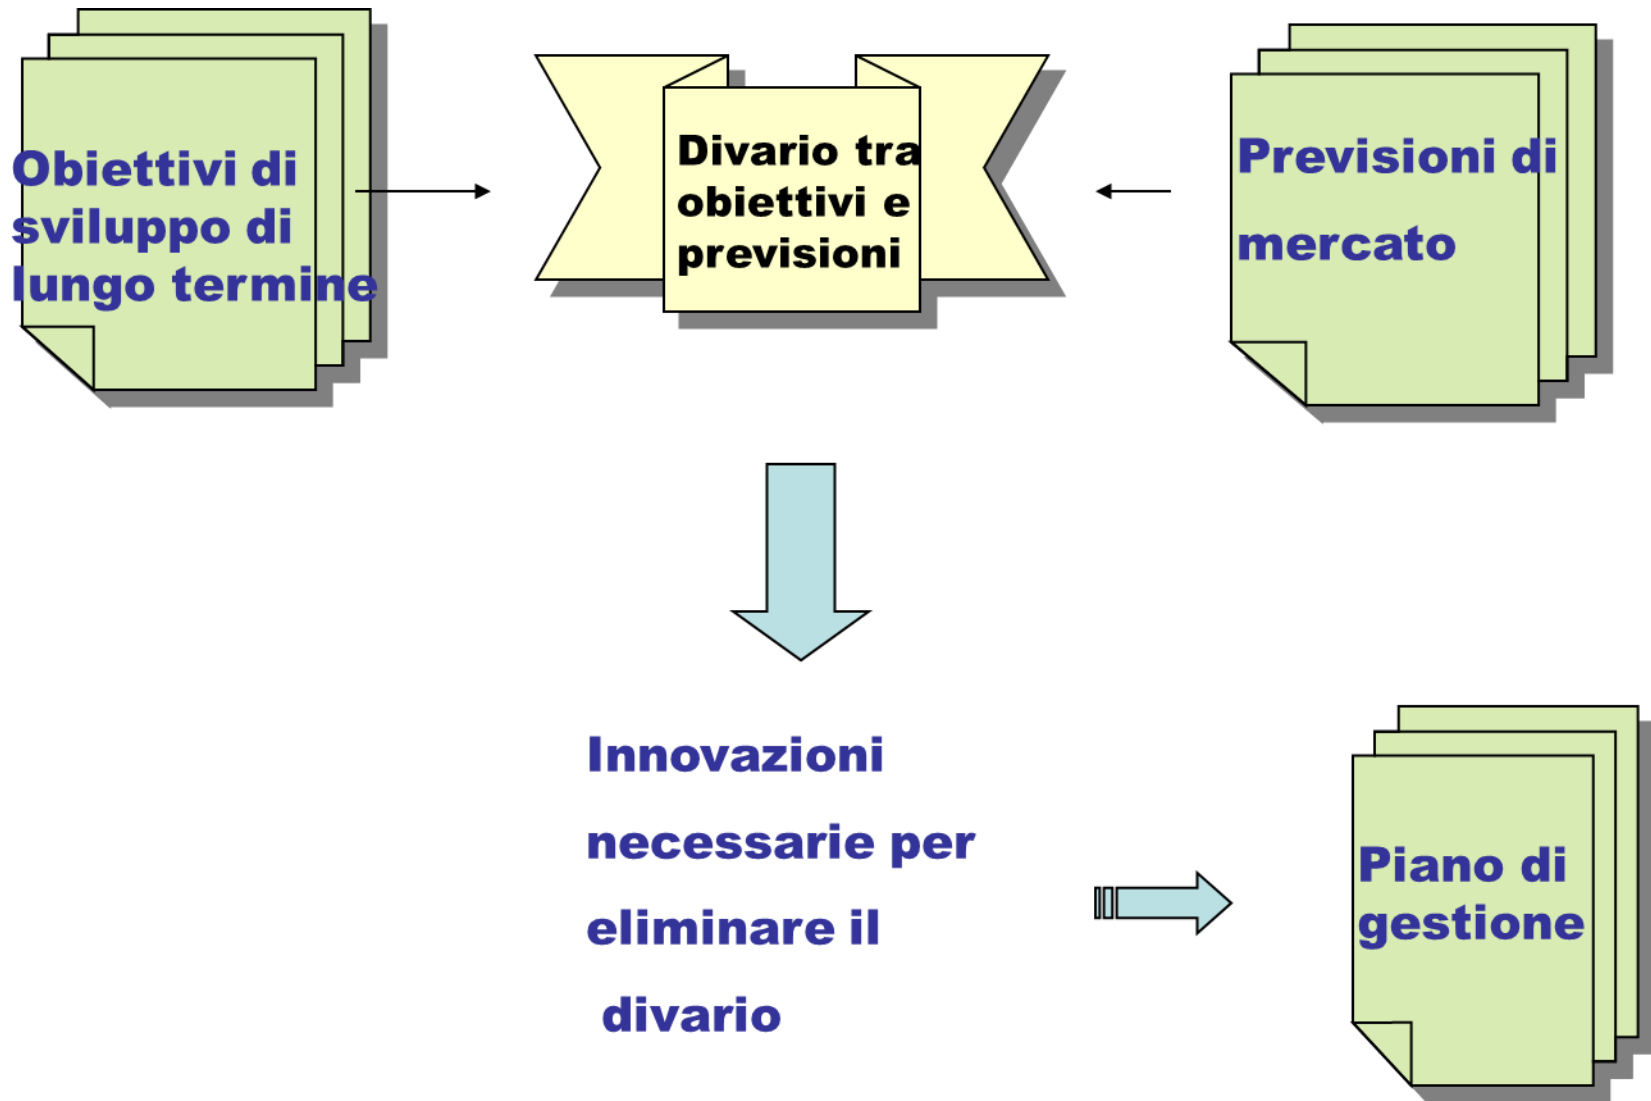 Obiettivi di
sviluppo di
lungo termine
Divario tra
obiettivi e
previsioni
Previsioni di
mercato
Innovazioni
necessarie per
eliminare il
divario
Piano di
gestione